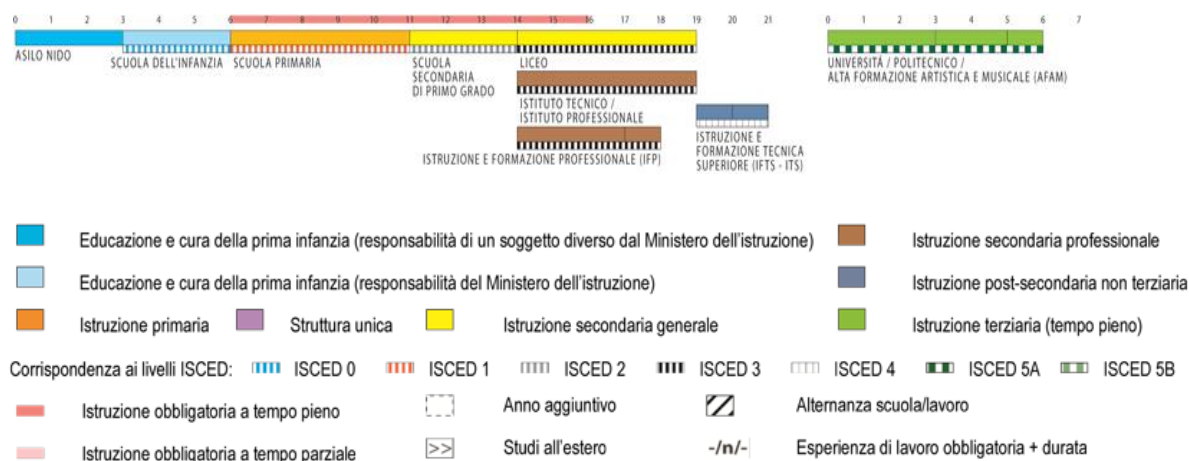 0 1 2 3 4 5 6 7 8 9 10 11 12 13 14 15 16 17 18 19 20 21 0 1 2 3 4 5 6 7
ASILO NIDO
SCUOLA DELL'INFANZIA
SCUOLA PRIMARIA
SCUOLA
SECONDARIA
DI PRIMO GRADO
LICEO
ISTITUTO TECNICO /
ISTITUTO PROFESSIONALE
ISTRUZIONE E FORMAZIONE PROFESSIONALE (IFP)
ISTRUZIONE E
FORMAZIONE TECNICA
SUPERIORE (IFTS - ITS)
UNIVERSITÁ / POLITECNICO /
ALTA FORMAZIONE ARTISTICA E MUSICALE (AFAM)
Educazione e cura della prima infanzia (responsabilità di un soggetto diverso dal Ministero dell'istruzione)
Istruzione secondaria professionale
Educazione e cura della prima infanzia (responsabilità del Ministero dell'istruzione)
Istruzione post-secondaria non terziaria
Istruzione primaria
Struttura unica
Istruzione secondaria generale
Istruzione terziaria (tempo pieno)
Corrispondenza ai livelli ISCED: ISCED 0 ISCED 1 ISCED 2 ISCED 3 ISCED 4 ISCED 5A ISCED 5B
Istruzione obbligatoria a tempo pieno
Anno aggiuntivo
Alternanza scuola/lavoro
Istruzione obbligatoria a tempo parziale
>> Studi all'estero
-/n/- Esperienza di lavoro obbligatoria + durata